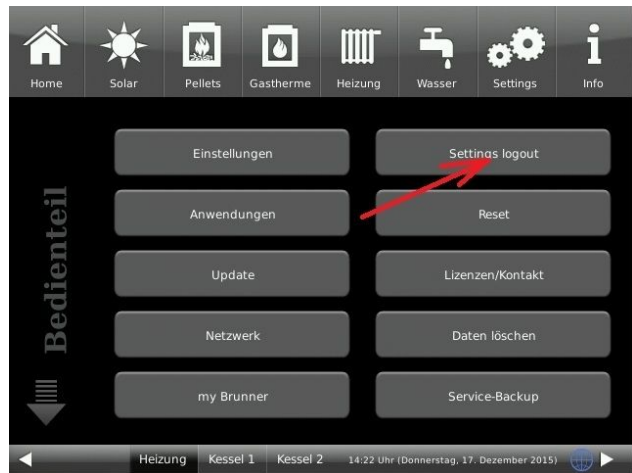 Home Solar Pellets Gastherme Heizung Wasser Settings Info
Bedienteil
Einstellungen Settings logout
Anwendungen Reset
Update Lizenzen/Kontakt
Netzwerk Daten löschen
my Brunner Service-Backup
Heizung Kessel 1 Kessel 2 14:22 Uhr (Donnerstag, 17. Dezember 2015)